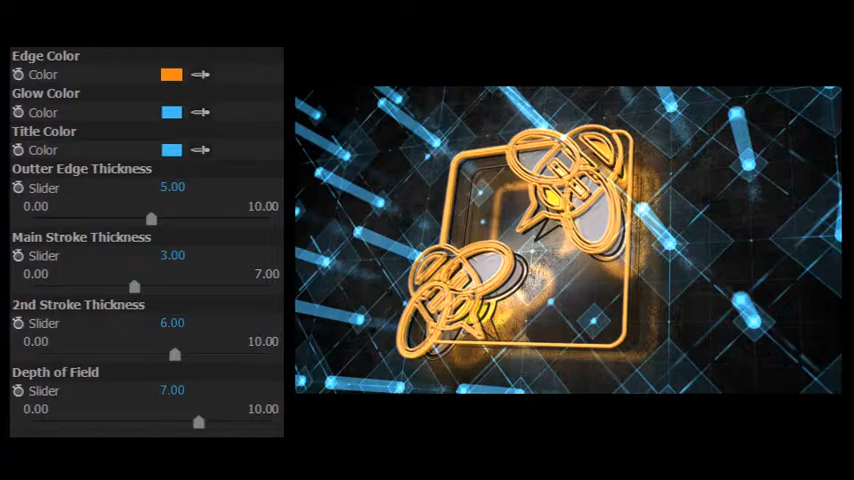 Edge Color
Color
Glow Color
Color
Title Color
Color
Outter Edge Thickness
Slider 5.00
0.00 10.00
Main Stroke Thickness
Slider 3.00
0.00 7.00
2nd Stroke Thickness
Slider 6.00
0.00 10.00
Depth of Field
Slider 7.00
0.00 10.00